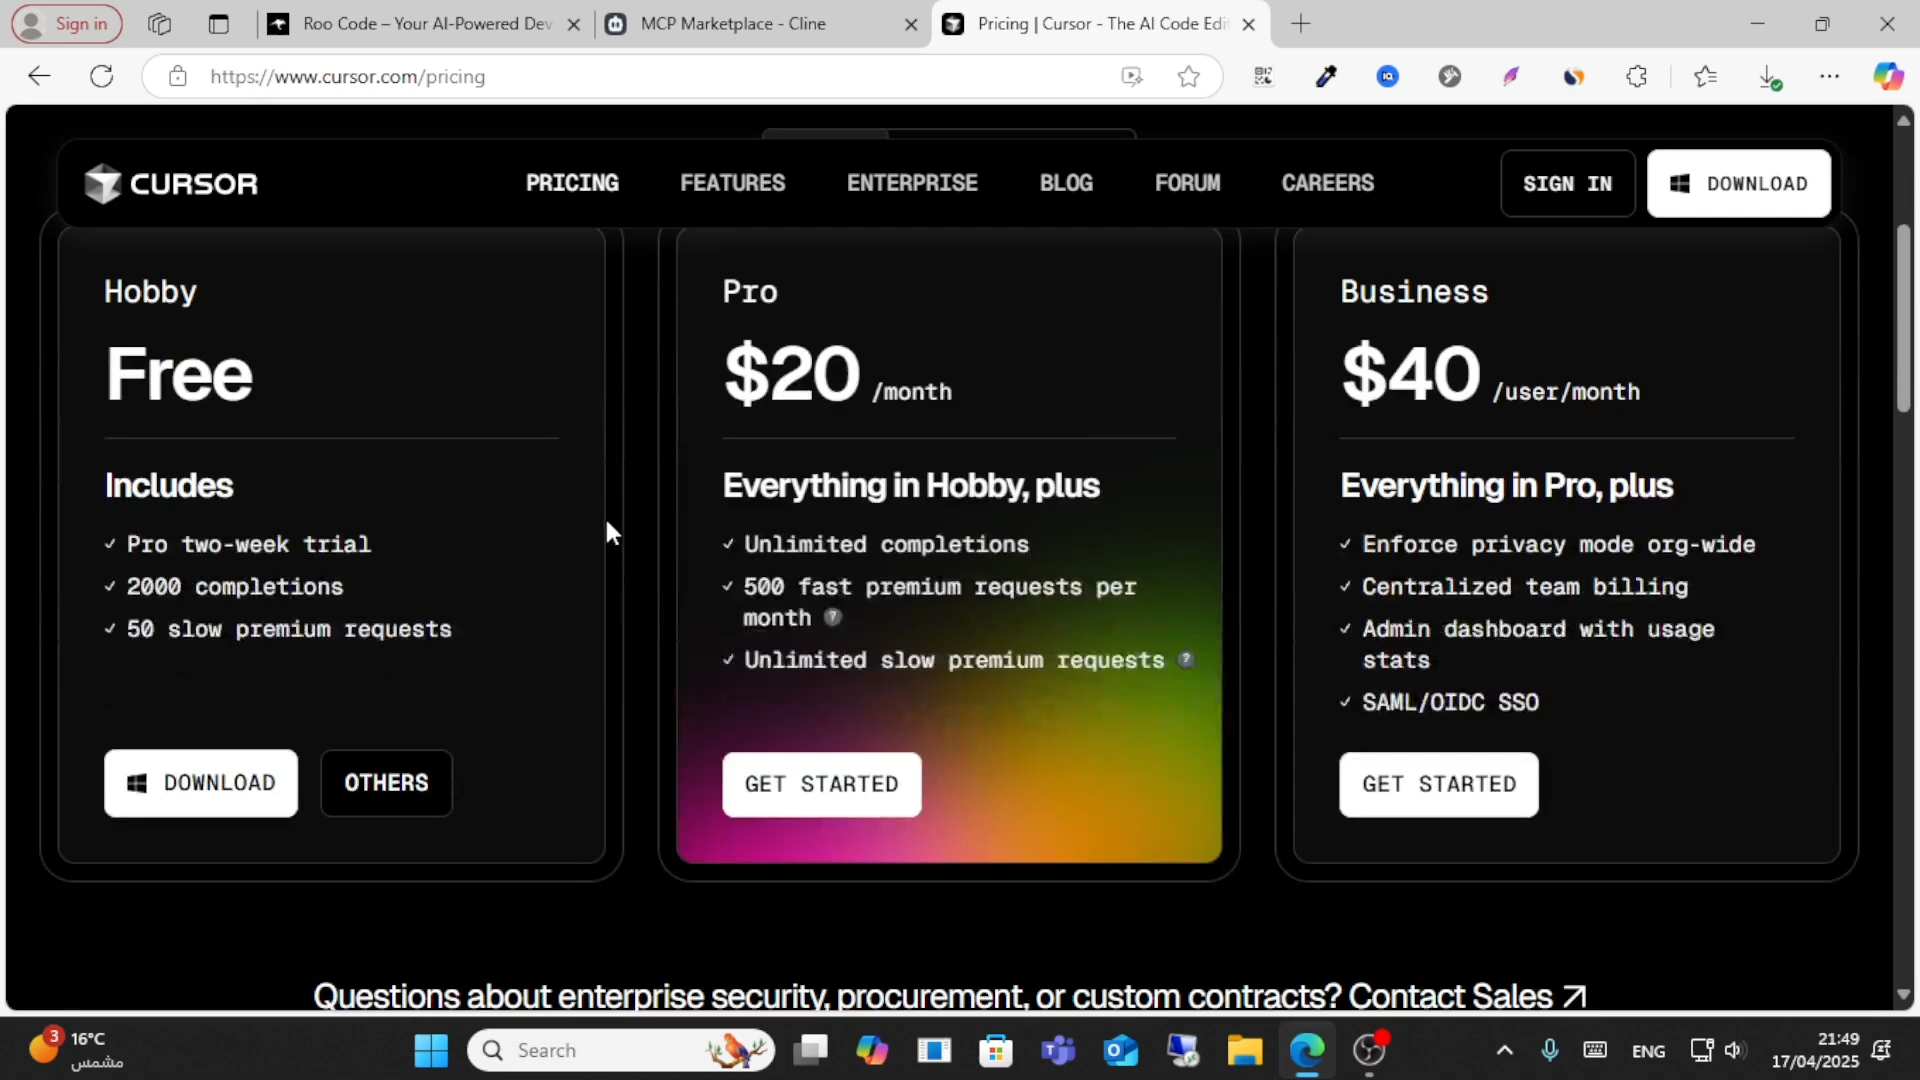 Sign in
Roo Code – Your AI-Powered Dev
MCP Marketplace - Cline
Pricing | Cursor - The AI Code Edi
https://www.cursor.com/pricing
CURSOR
PRICING
FEATURES
ENTERPRISE
BLOG
FORUM
CAREERS
SIGN IN
DOWNLOAD
Hobby
Free
Includes
✓ Pro two-week trial
✓ 2000 completions
✓ 50 slow premium requests
DOWNLOAD
OTHERS
Pro
$20 /month
Everything in Hobby, plus
✓ Unlimited completions
✓ 500 fast premium requests per
month ?
✓ Unlimited slow premium requests ?
GET STARTED
Business
$40 /user/month
Everything in Pro, plus
✓ Enforce privacy mode org-wide
✓ Centralized team billing
✓ Admin dashboard with usage
stats
✓ SAML/OIDC SSO
GET STARTED
Questions about enterprise security, procurement, or custom contracts? Contact Sales ↗
3
16°C
مشمس
Search
ENG
21:49
17/04/2025